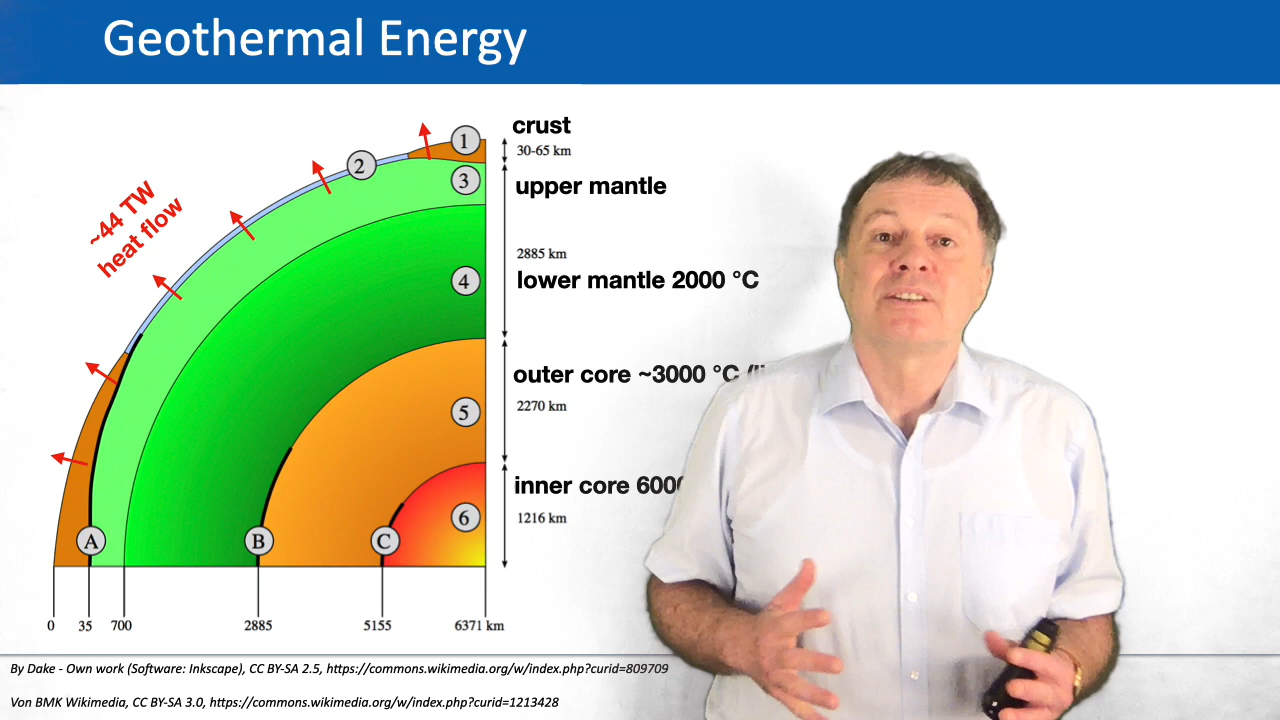 Geothermal Energy
crust
1
30-65 km
2
3
upper mantle
~44 TW
heat flow
2885 km
4
lower mantle 2000 °C
outer core ~3000 °C
2270 km
5
inner core
6
1216 km
A
B
C
0 35 700 2885 5155 6371 km
By Dake - Own work (Software: Inkscape), CC BY-SA 2.5, https://commons.wikimedia.org/w/index.php?curid=809709
Von BMK Wikimedia, CC BY-SA 3.0, https://commons.wikimedia.org/w/index.php?curid=1213428